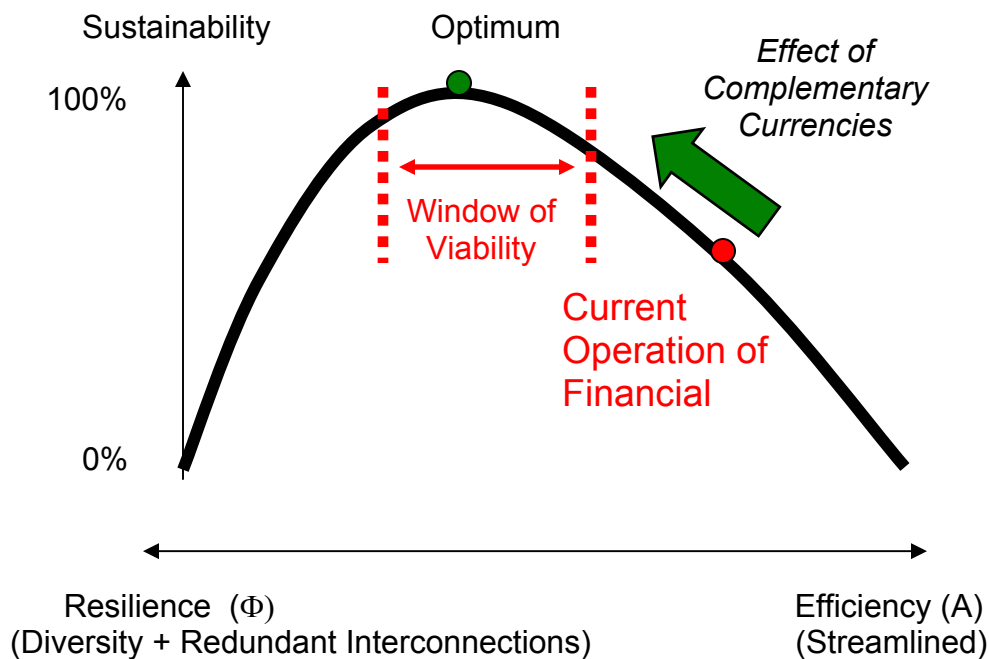 Sustainability
Optimum
Effect of
Complementary
Currencies
100%
Window of
Viability
Current
Operation of
Financial
0%
Resilience (Φ)
(Diversity + Redundant Interconnections)
Efficiency (A)
(Streamlined)